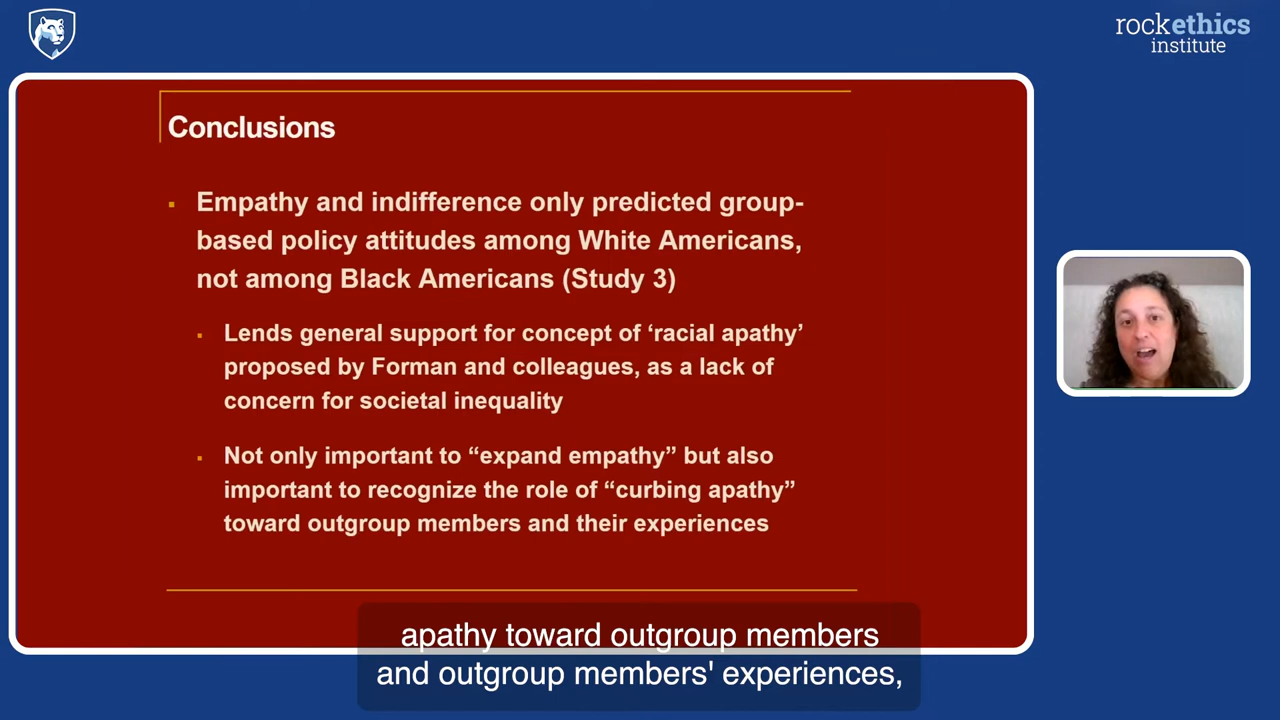 rockethics
institute
Conclusions
Empathy and indifference only predicted group-
based policy attitudes among White Americans,
not among Black Americans (Study 3)
Lends general support for concept of ‘racial apathy’
proposed by Forman and colleagues, as a lack of
concern for societal inequality
Not only important to “expand empathy” but also
important to recognize the role of “curbing apathy”
toward outgroup members and their experiences
apathy toward outgroup members
and outgroup members' experiences,